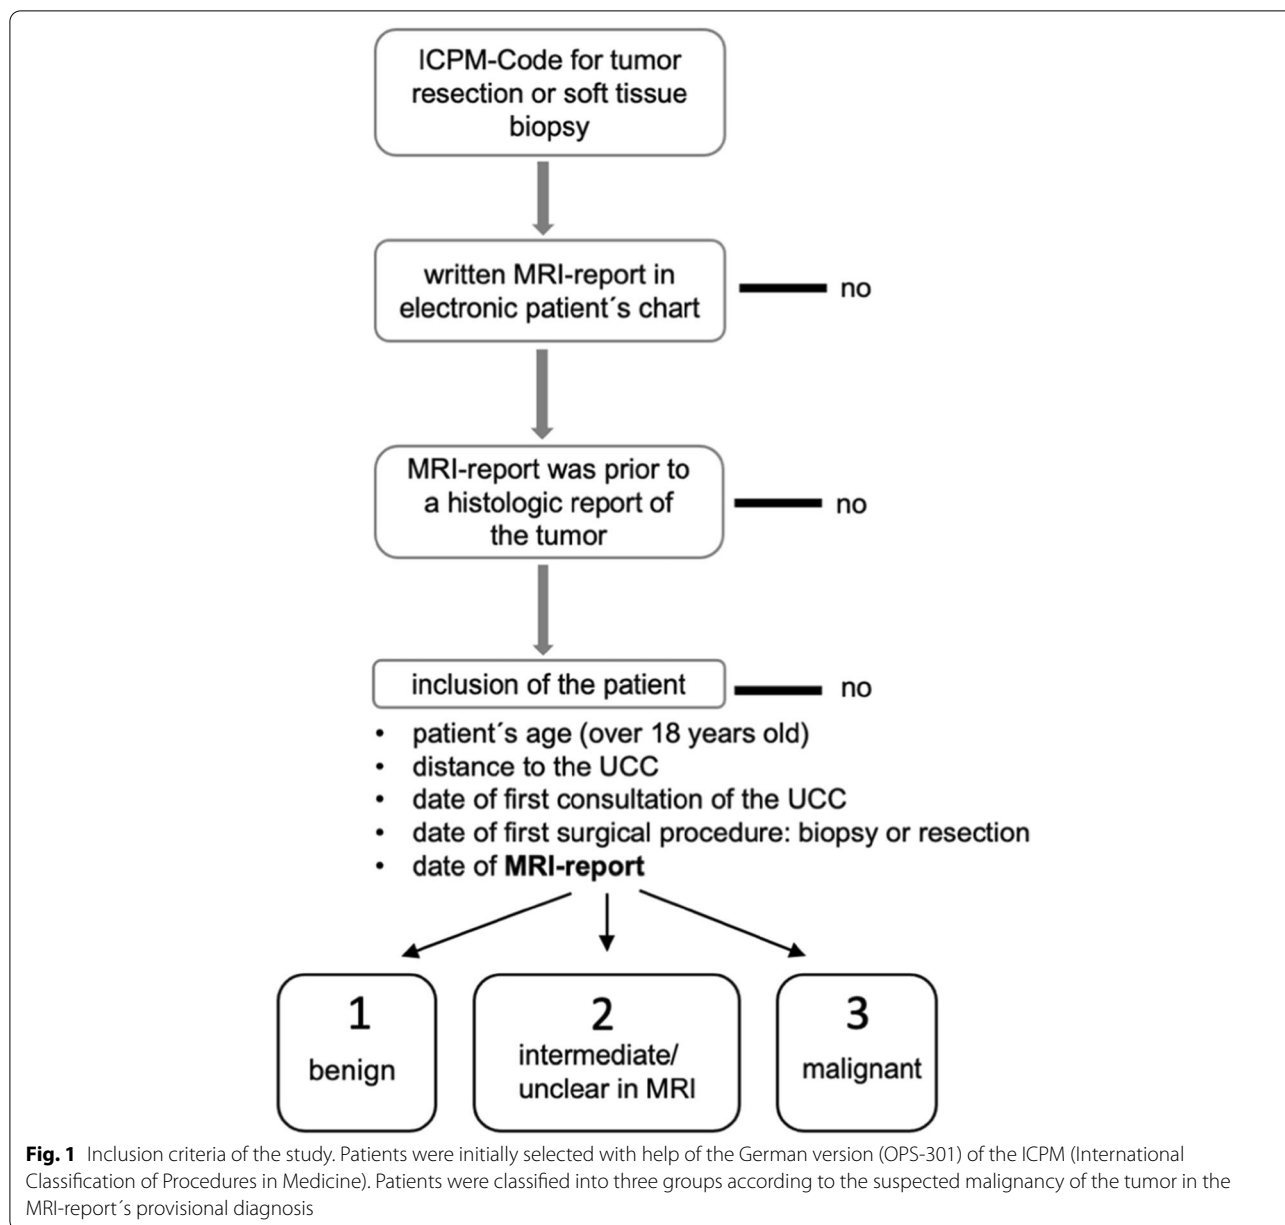 ICPM-Code for tumor
resection or soft tissue
biopsy
written MRI-report in
electronic patient´s chart
no
MRI-report was prior to
a histologic report of
the tumor
no
inclusion of the patient
no
• patient´s age (over 18 years old)
• distance to the UCC
• date of first consultation of the UCC
• date of first surgical procedure: biopsy or resection
• date of MRI-report
1
benign
2
intermediate/
unclear in MRI
3
malignant
Fig. 1 Inclusion criteria of the study. Patients were initially selected with help of the German version (OPS-301) of the ICPM (International
Classification of Procedures in Medicine). Patients were classified into three groups according to the suspected malignancy of the tumor in the
MRI-report´s provisional diagnosis